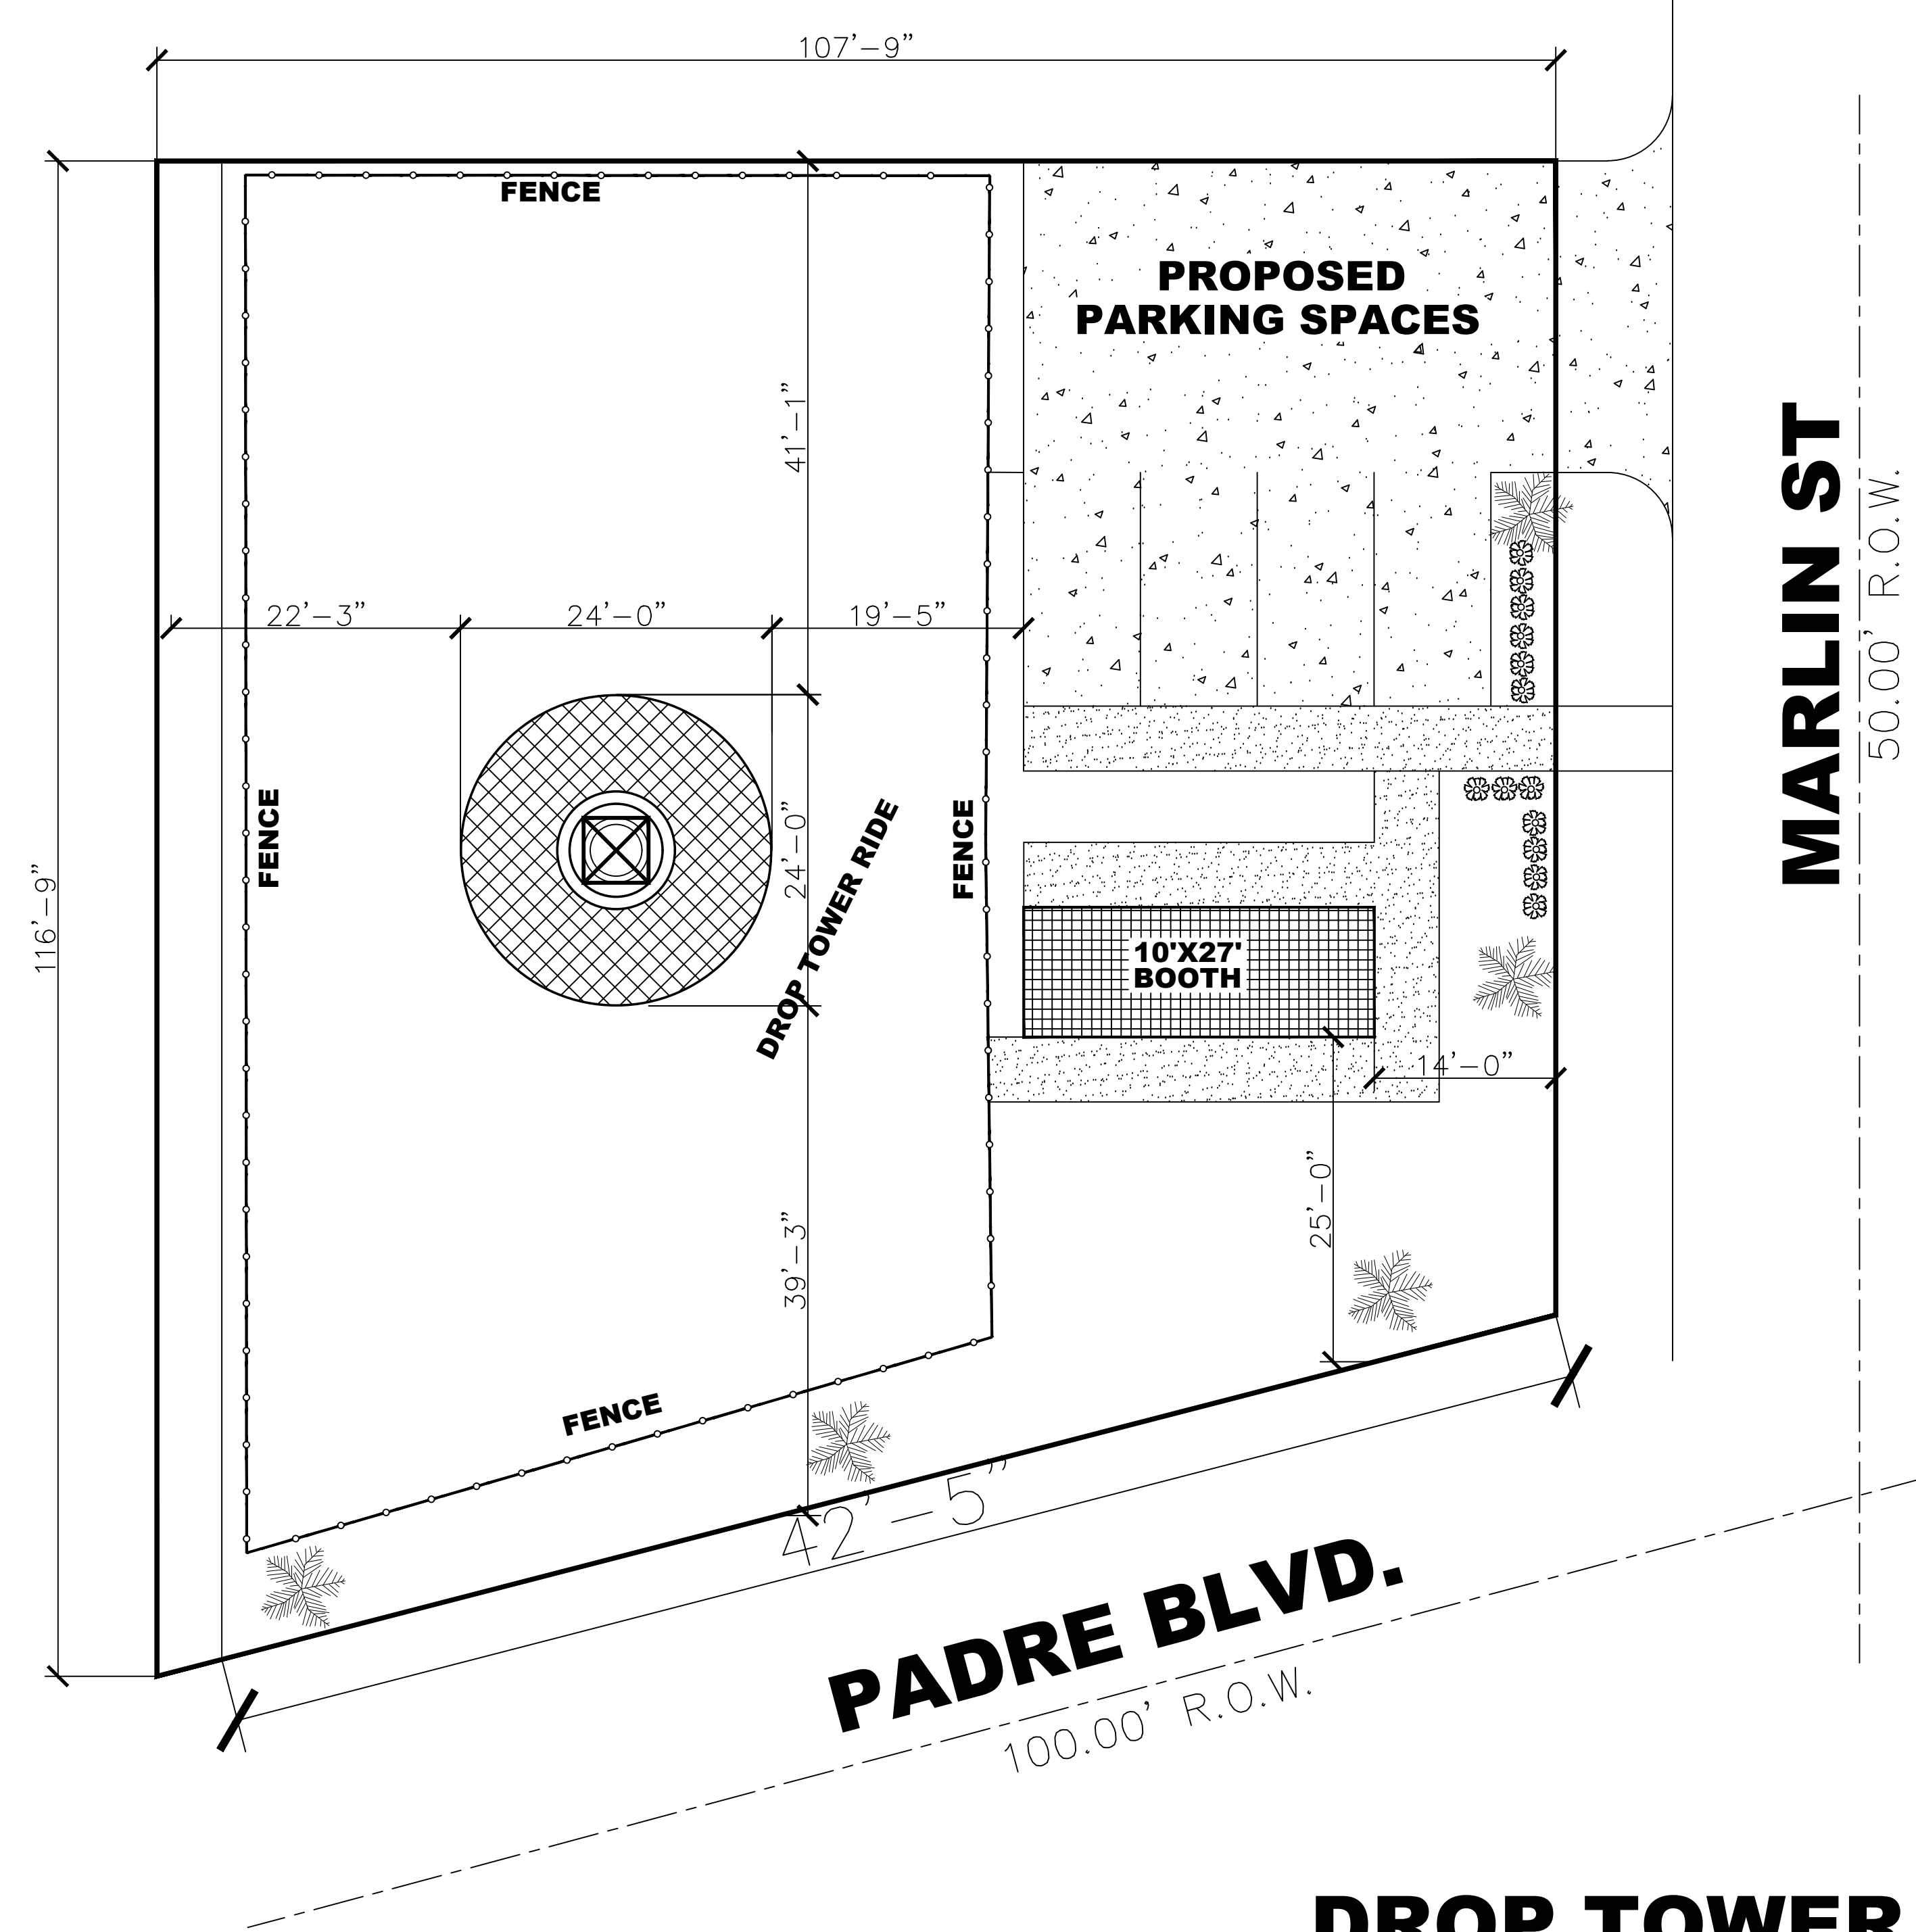 107'-9"
FENCE
PROPOSED
PARKING SPACES
41'-1"
MARLIN ST
50.00' R.O.W.
22'-3"
24'-0"
19'-5"
FENCE
24'-0"
DROP TOWER RIDE
FENCE
116'-9"
10'X27'
BOOTH
14'-0"
25'-0"
39'-3"
FENCE
42'-5"
PADRE BLVD.
100.00' R.O.W.
DROP TOWER